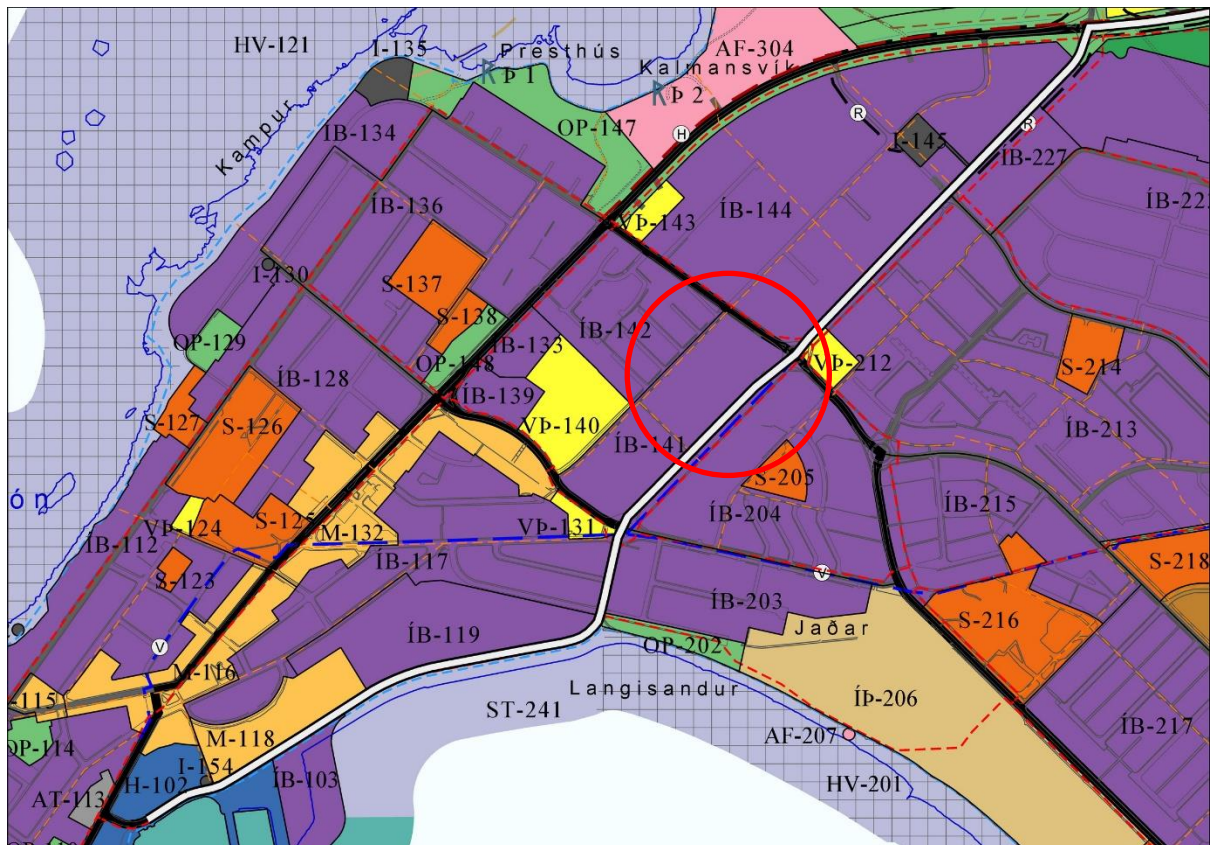 HV-121
I-135
Presthús
AF-304
Kalmansvík
Þ 1
Þ 2
Kampur
ÍB-134
OP-147
H
R
R
I-145
ÍB-227
ÍB-136
VÞ-143
ÍB-144
I-130
S-137
S-138
ÍB-142
OP-129
ÍB-133
VÞ-212
OP-148
S-214
ÍB-128
ÍB-139
S-127
S-126
VÞ-140
ÍB-141
ÍB-213
S-205
ÍB-215
ón
VÞ-124
S-125
M-132
VÞ-131
ÍB-204
ÍB-112
ÍB-117
S-218
S-123
V
ÍB-203
S-216
V
ÍB-119
Jaðar
OP-202
M-116
-115
Langisandur
ST-241
ÍÞ-206
ÍB-217
OP-114
M-118
AF-207
I-154
H-102
ÍB-103
HV-201
AT-113